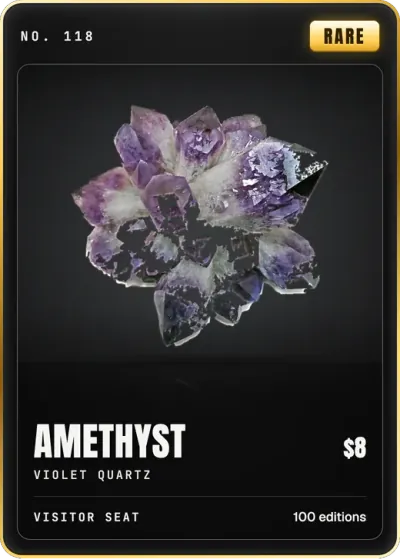 NO. 118
RARE
AMETHYST
$8
VIOLET QUARTZ
VISITOR SEAT
100 editions